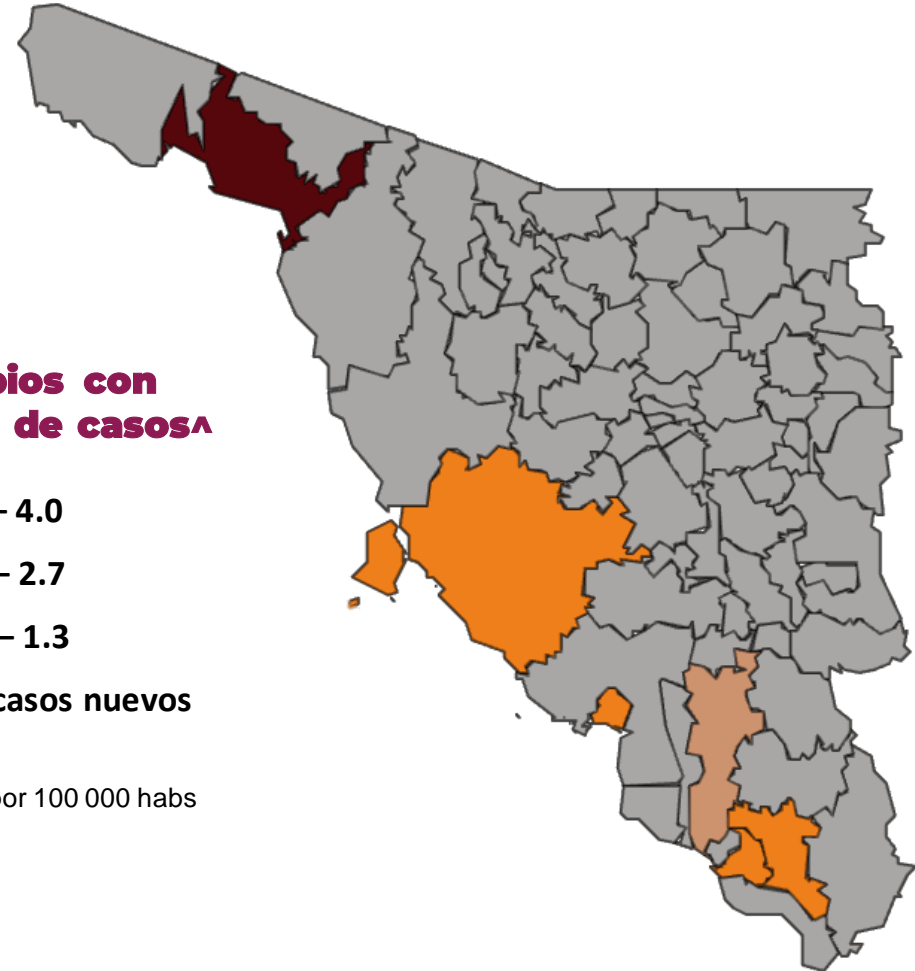 pios con
de casos^
– 4.0
– 2.7
– 1.3
casos nuevos
por 100 000 habs